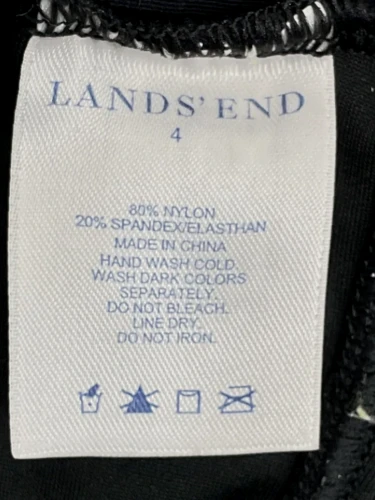 LANDS' END
4
80% NYLON
20% SPANDEX/ELASTHAN
MADE IN CHINA
HAND WASH COLD.
WASH DARK COLORS
SEPARATELY.
DO NOT BLEACH.
LINE DRY.
DO NOT IRON.